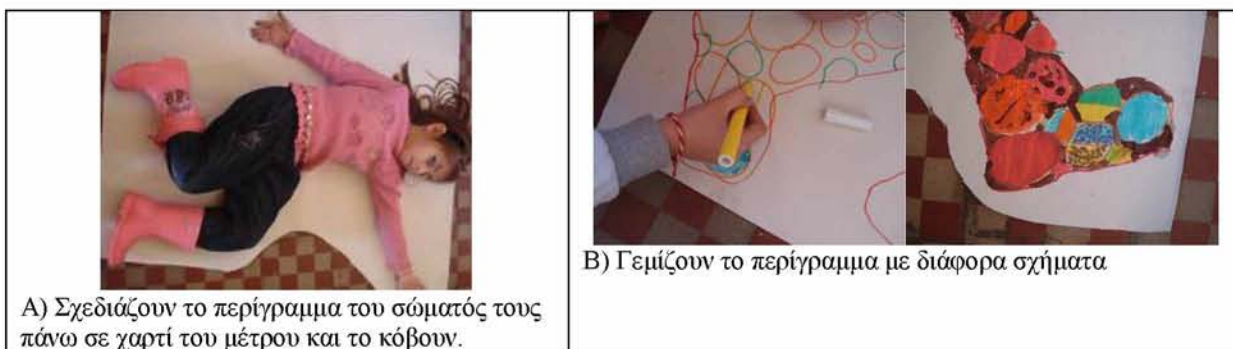 Α) Σχεδιάζουν το περίγραμμα του σώματός τους
πάνω σε χαρτί του μέτρου και το κόβουν.
Β) Γεμίζουν το περίγραμμα με διάφορα σχήματα